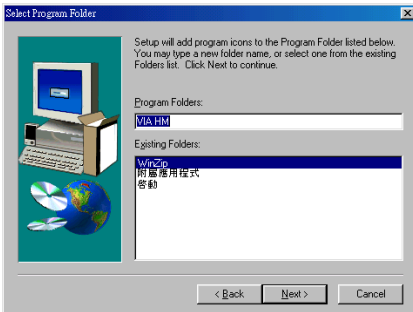 Select Program Folder
Setup will add program icons to the Program Folder listed below.
You may type a new folder name, or select one from the existing
Folders list. Click Next to continue.
Program Folders:
VIA HM
Existing Folders:
WinZip
附屬應用程式
啓動
< Back
Next >
Cancel